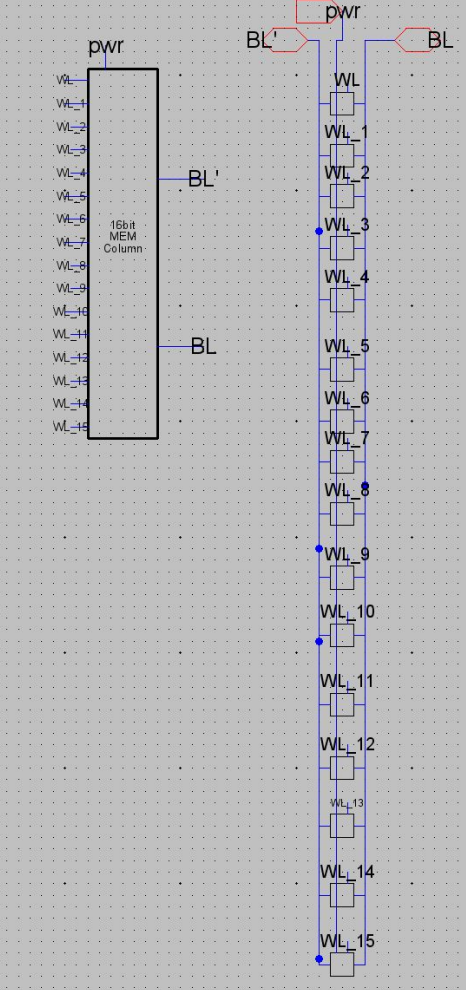 pwr
BL'
BL
pwr
WL
WL_1
WL_2
WL_3
WL_4
WL_5
WL_6
WL_7
WL_8
WL_9
WL_10
WL_11
WL_12
WL_13
WL_14
WL_15
16bit
MEM
Column
BL'
BL
WL
WL_1
WL_2
WL_3
WL_4
WL_5
WL_6
WL_7
WL_8
WL_9
WL_10
WL_11
WL_12
WL_13
WL_14
WL_15